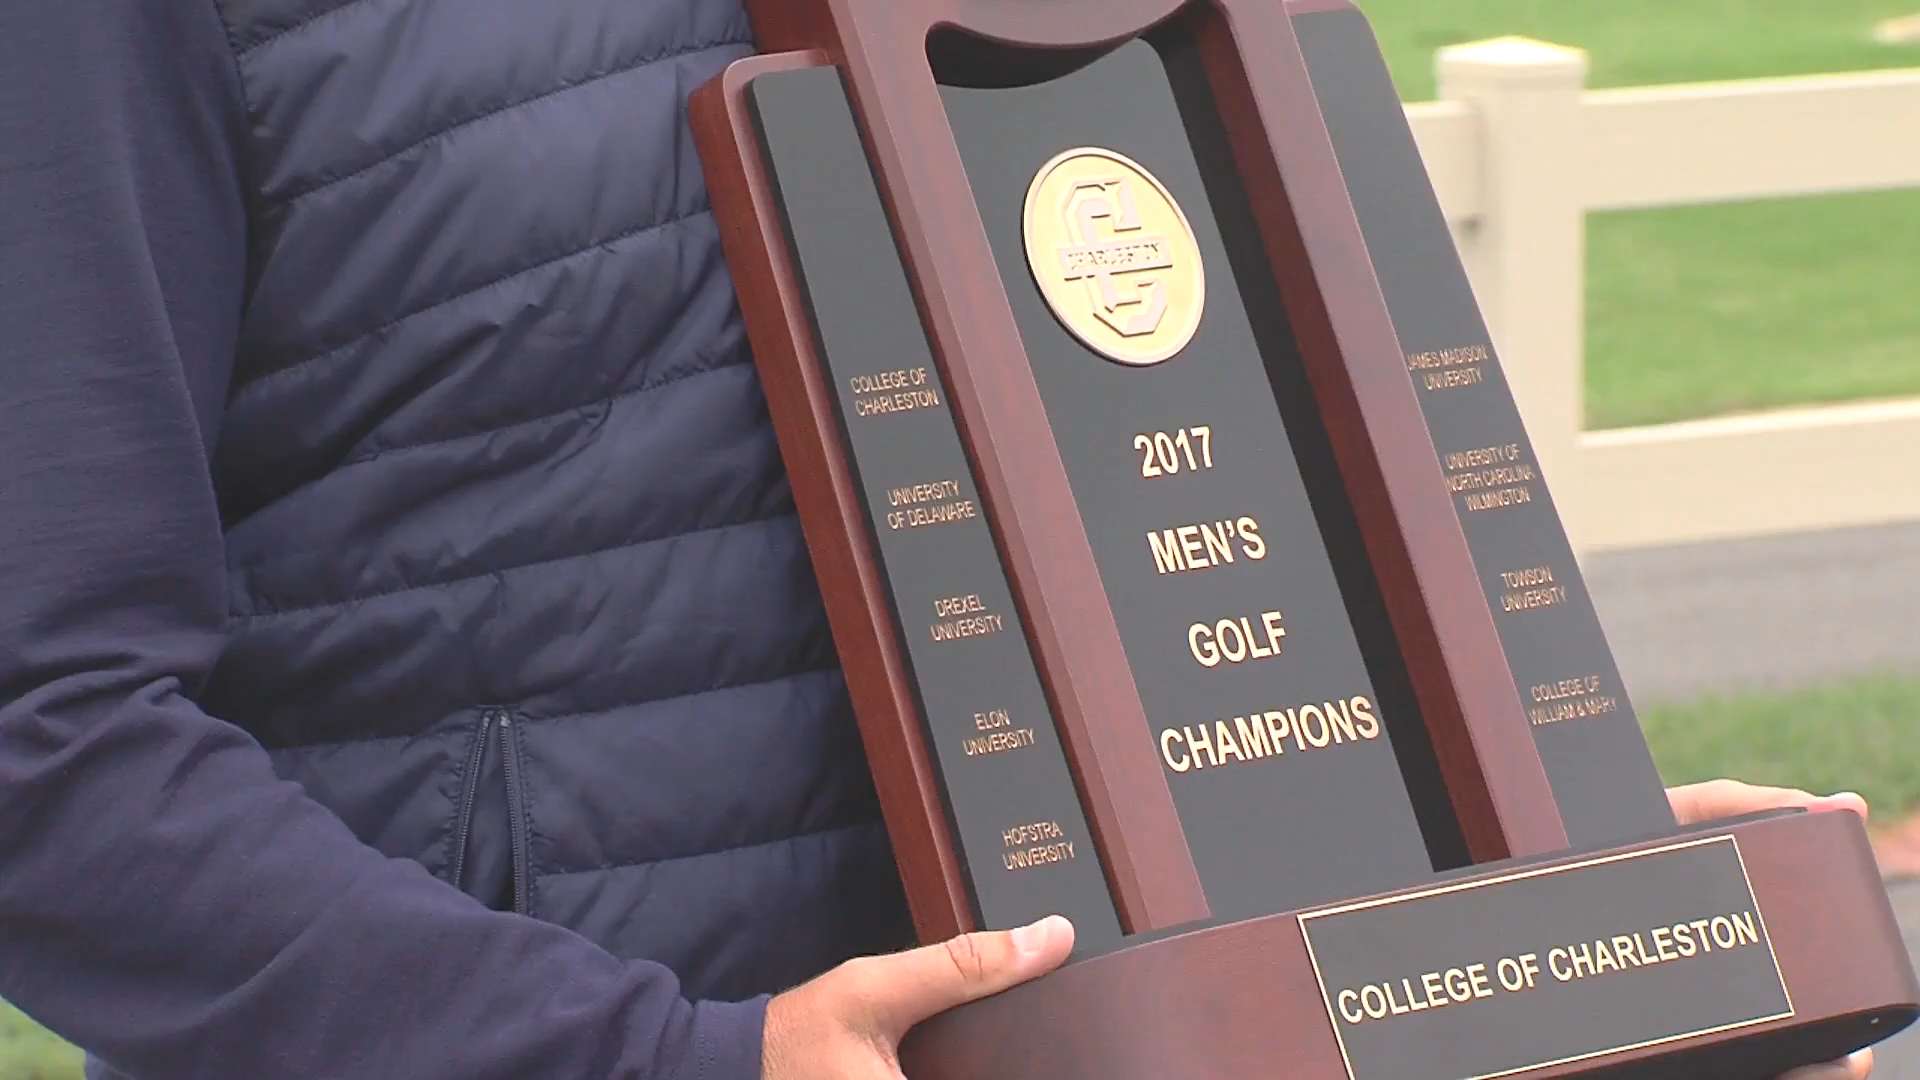 CHARLESTON
2017
MEN'S
GOLF
CHAMPIONS
COLLEGE OF
CHARLESTON
UNIVERSITY
OF DELAWARE
DREXEL
UNIVERSITY
ELON
UNIVERSITY
HOFSTRA
UNIVERSITY
JAMES MADISON
UNIVERSITY
UNIVERSITY OF
NORTH CAROLINA
WILMINGTON
TOWSON
UNIVERSITY
COLLEGE OF
WILLIAM & MARY
COLLEGE OF CHARLESTON